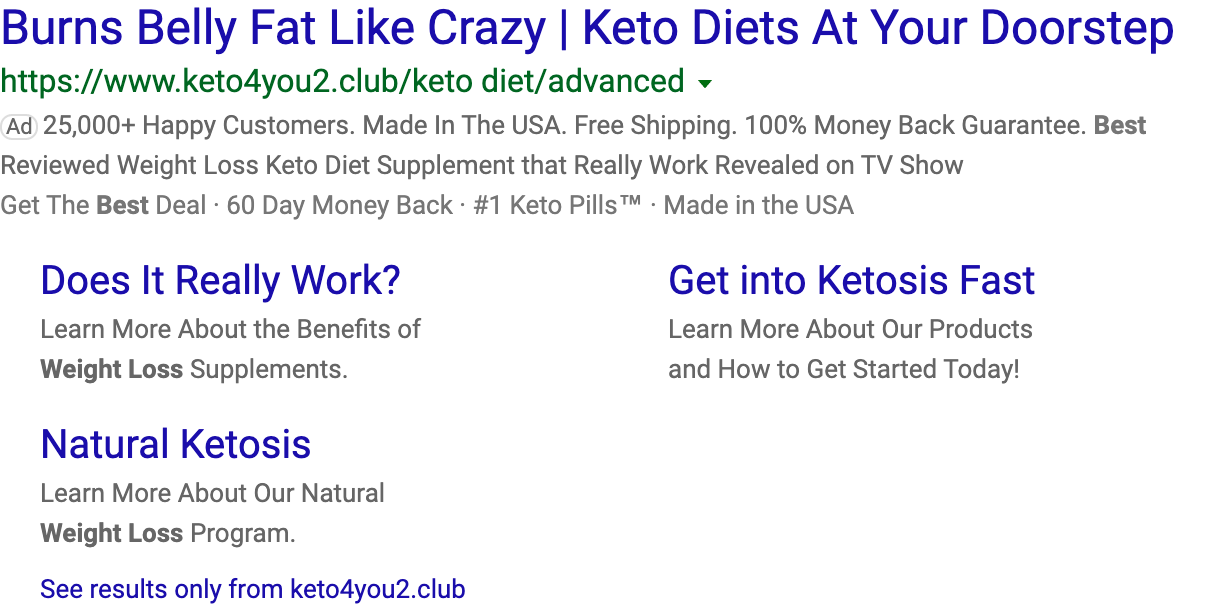 Burns Belly Fat Like Crazy | Keto Diets At Your Doorstep
https://www.keto4you2.club/keto diet/advanced
Ad 25,000+ Happy Customers. Made In The USA. Free Shipping. 100% Money Back Guarantee. Best
Reviewed Weight Loss Keto Diet Supplement that Really Work Revealed on TV Show
Get The Best Deal · 60 Day Money Back · #1 Keto Pills™ · Made in the USA
Does It Really Work?
Learn More About the Benefits of
Weight Loss Supplements.
Get into Ketosis Fast
Learn More About Our Products
and How to Get Started Today!
Natural Ketosis
Learn More About Our Natural
Weight Loss Program.
See results only from keto4you2.club